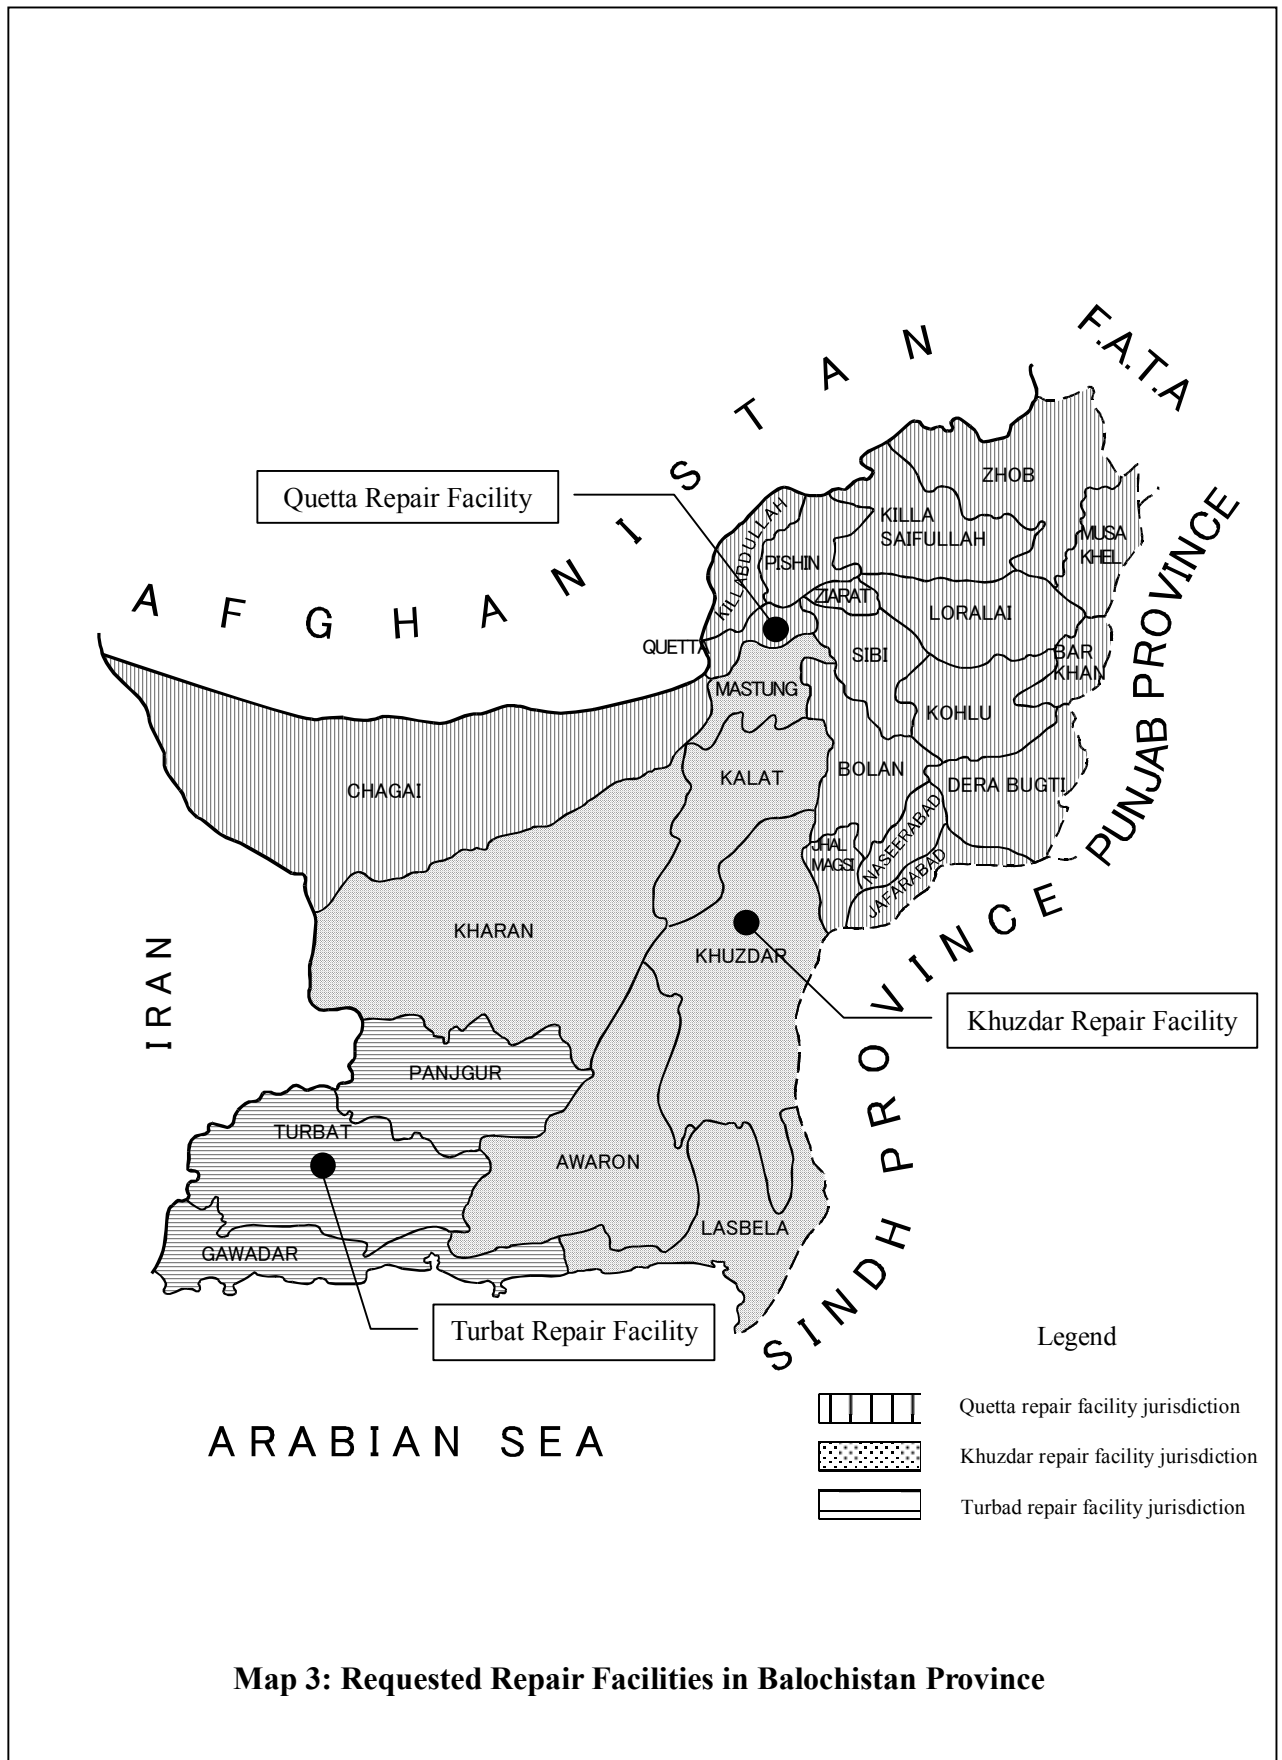 AFGHANISTAN
F.A.T.A
Quetta Repair Facility
ZHOB
KILLA
SAIFULLAH
MUSA
KHEL
KILLABDULLAH
PISHIN
ZIARAT
LORALAI
QUETTA
SIBI
BAR
KHAN
MASTUNG
KOHLU
PUNJAB PROVINCE
CHAGAI
KALAT
BOLAN
DERA BUGTI
JHAL
MAGSI
NASEERABAD
JAFARABAD
KHARAN
KHUZDAR
IRAN
Khuzdar Repair Facility
PANJGUR
TURBAT
AWARON
LASBELA
GAWADAR
SINDH PROVINCE
Turbat Repair Facility
ARABIAN SEA
Legend
Quetta repair facility jurisdiction
Khuzdar repair facility jurisdiction
Turbad repair facility jurisdiction
Map 3: Requested Repair Facilities in Balochistan Province